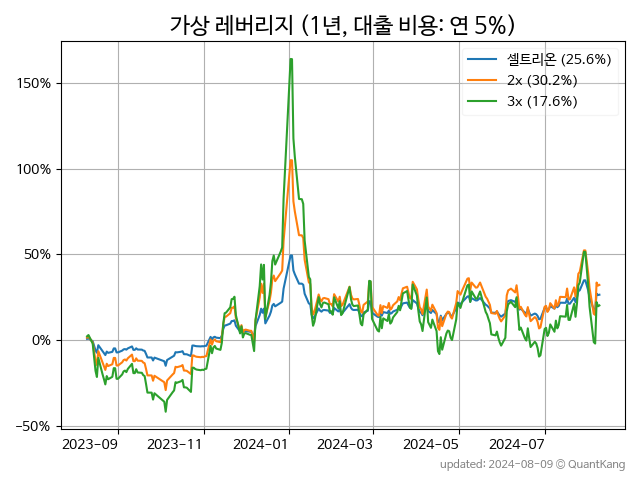 가상 레버리지 (1년, 대출 비용: 연 5%)
셀트리온 (25.6%)
2x (30.2%)
3x (17.6%)
150%
100%
50%
0%
−50%
2023-09 2023-11 2024-01 2024-03 2024-05 2024-07
updated: 2024-08-09 © QuantKang